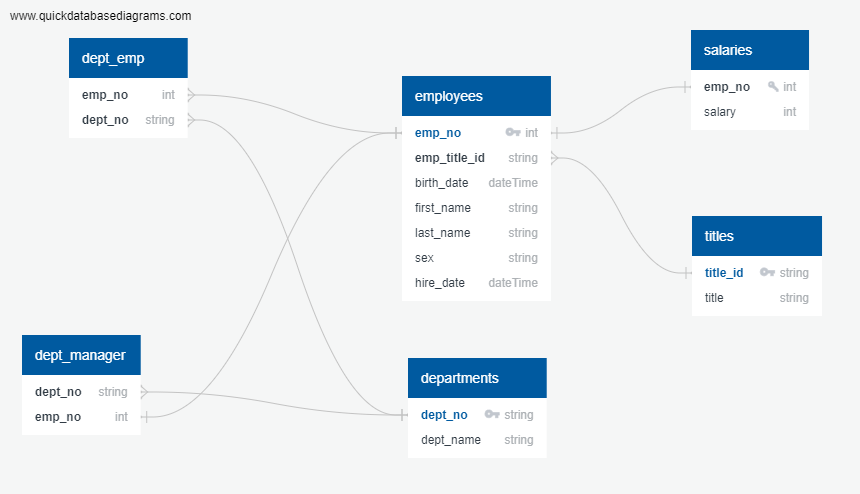 www.quickdatabasediagrams.com
dept_emp
emp_no int
dept_no string
employees
emp_no int
emp_title_id string
birth_date dateTime
first_name string
last_name string
sex string
hire_date dateTime
salaries
emp_no int
salary int
titles
title_id string
title string
dept_manager
dept_no string
emp_no int
departments
dept_no string
dept_name string